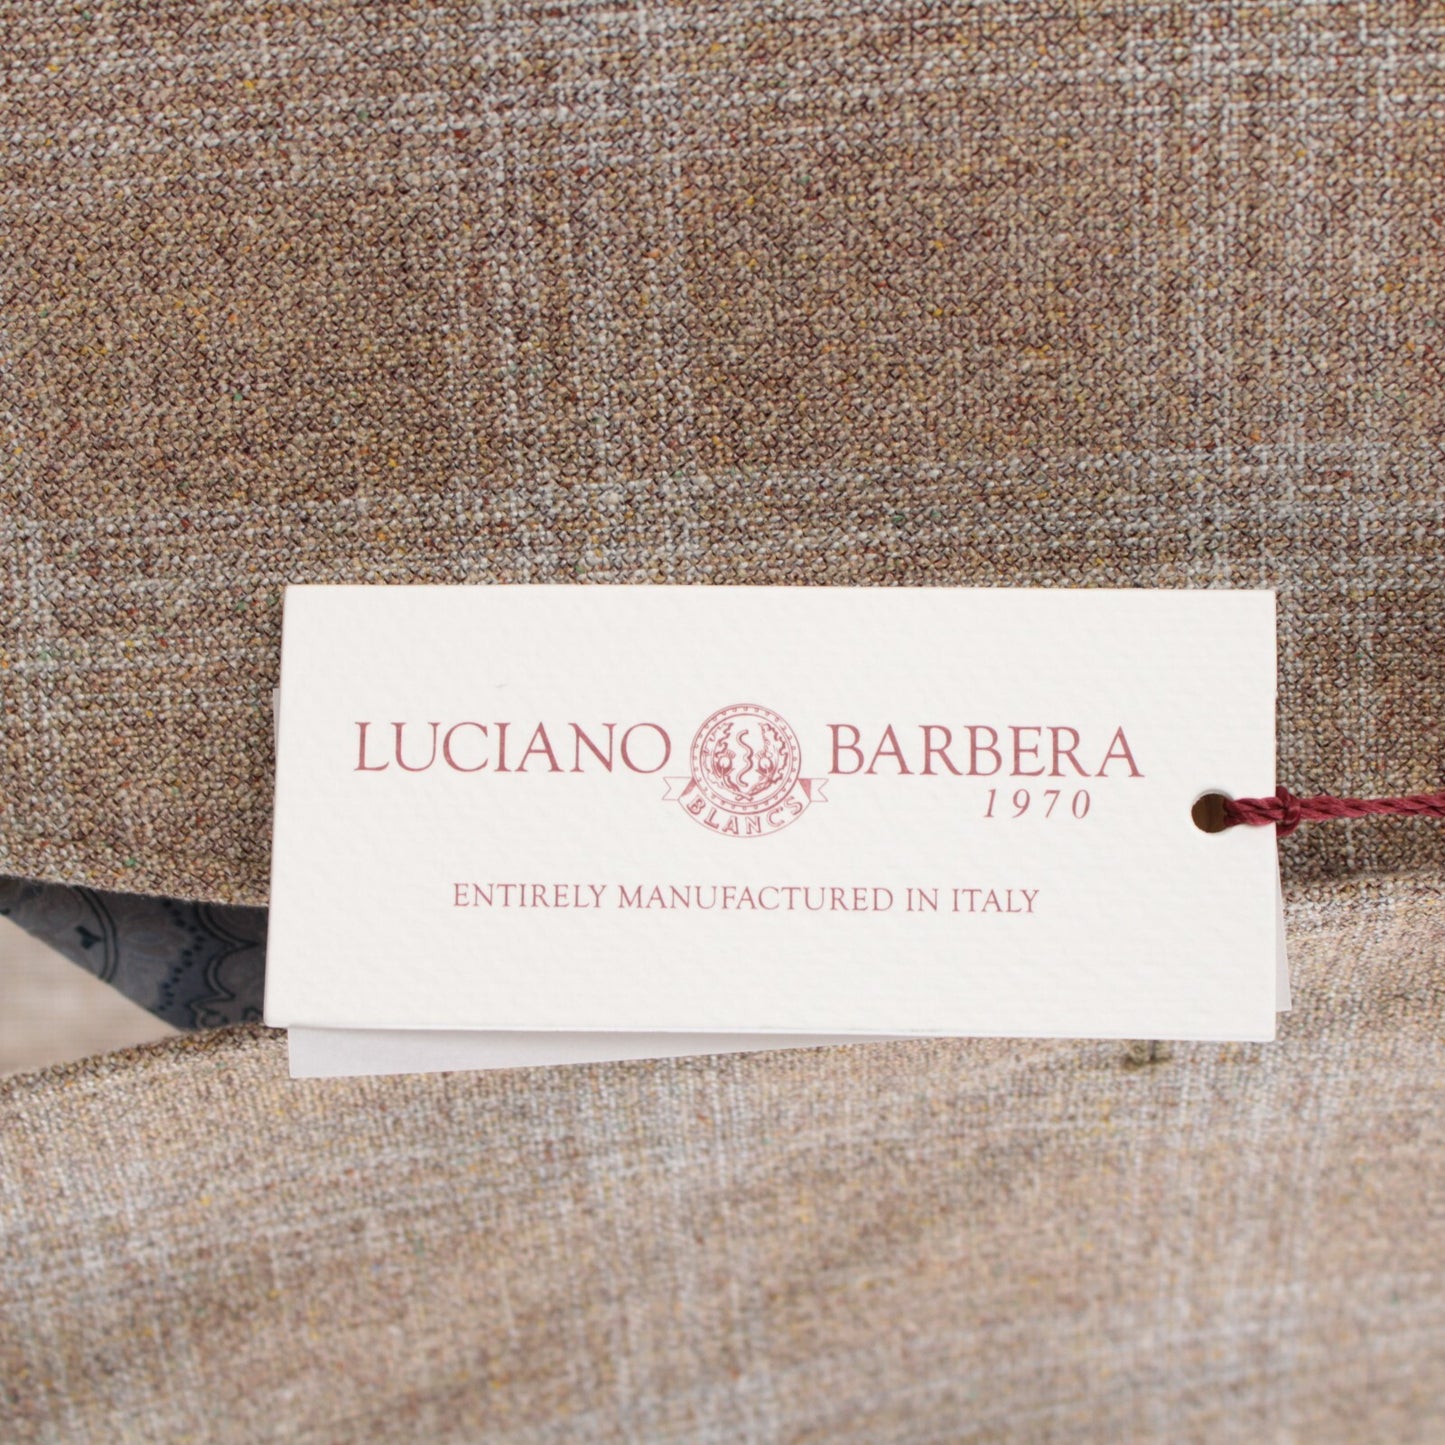 LUCIANO BARBERA
BLANC'S
1970
ENTIRELY MANUFACTURED IN ITALY